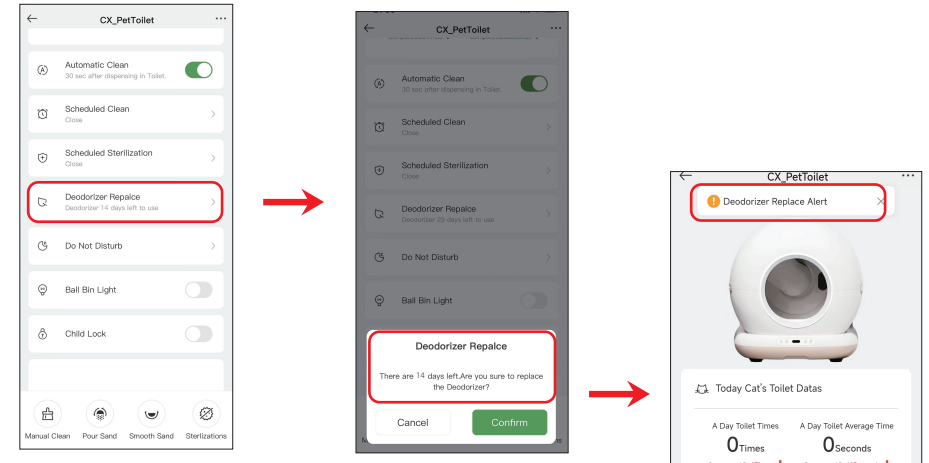 CX_PetToilet
Automatic Clean
30 sec after dispensing in Toilet.
Scheduled Clean
Close
Scheduled Sterilization
Close
Deodorizer Repalce
Deodorizer 14 days left to use
Do Not Disturb
Ball Bin Light
Child Lock
Manual Clean
Pour Sand
Smooth Sand
Sterlizations
CX_PetToilet
Automatic Clean
30 sec after dispensing in Toilet.
Scheduled Clean
Close
Scheduled Sterilization
Close
Deodorizer Repalce
Deodorizer 29 days left to use
Do Not Disturb
Ball Bin Light
Deodorizer Repalce
There are 14 days left.Are you sure to replace
the Deodorizer?
Cancel
Confirm
CX_PetToilet
Deodorizer Replace Alert
Today Cat's Toilet Datas
A Day Toilet Times
A Day Toilet Average Time
0Times
0Seconds